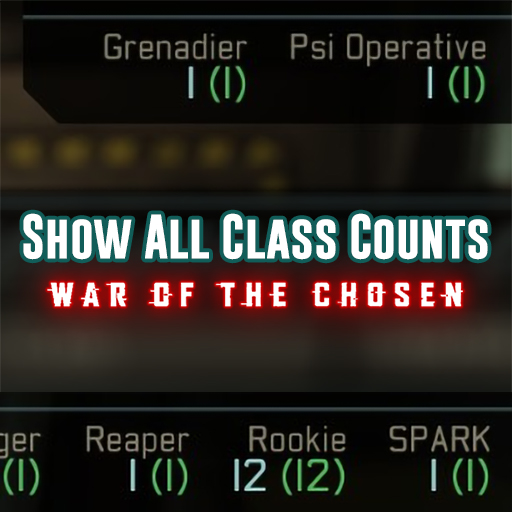 Grenadier Psi Operative
1 (1) 1 (1)
SHOW ALL CLASS COUNTS
WAR OF THE CHOSEN
ger Reaper Rookie SPARK
(1) 1 (1) 12 (12) 1 (1)